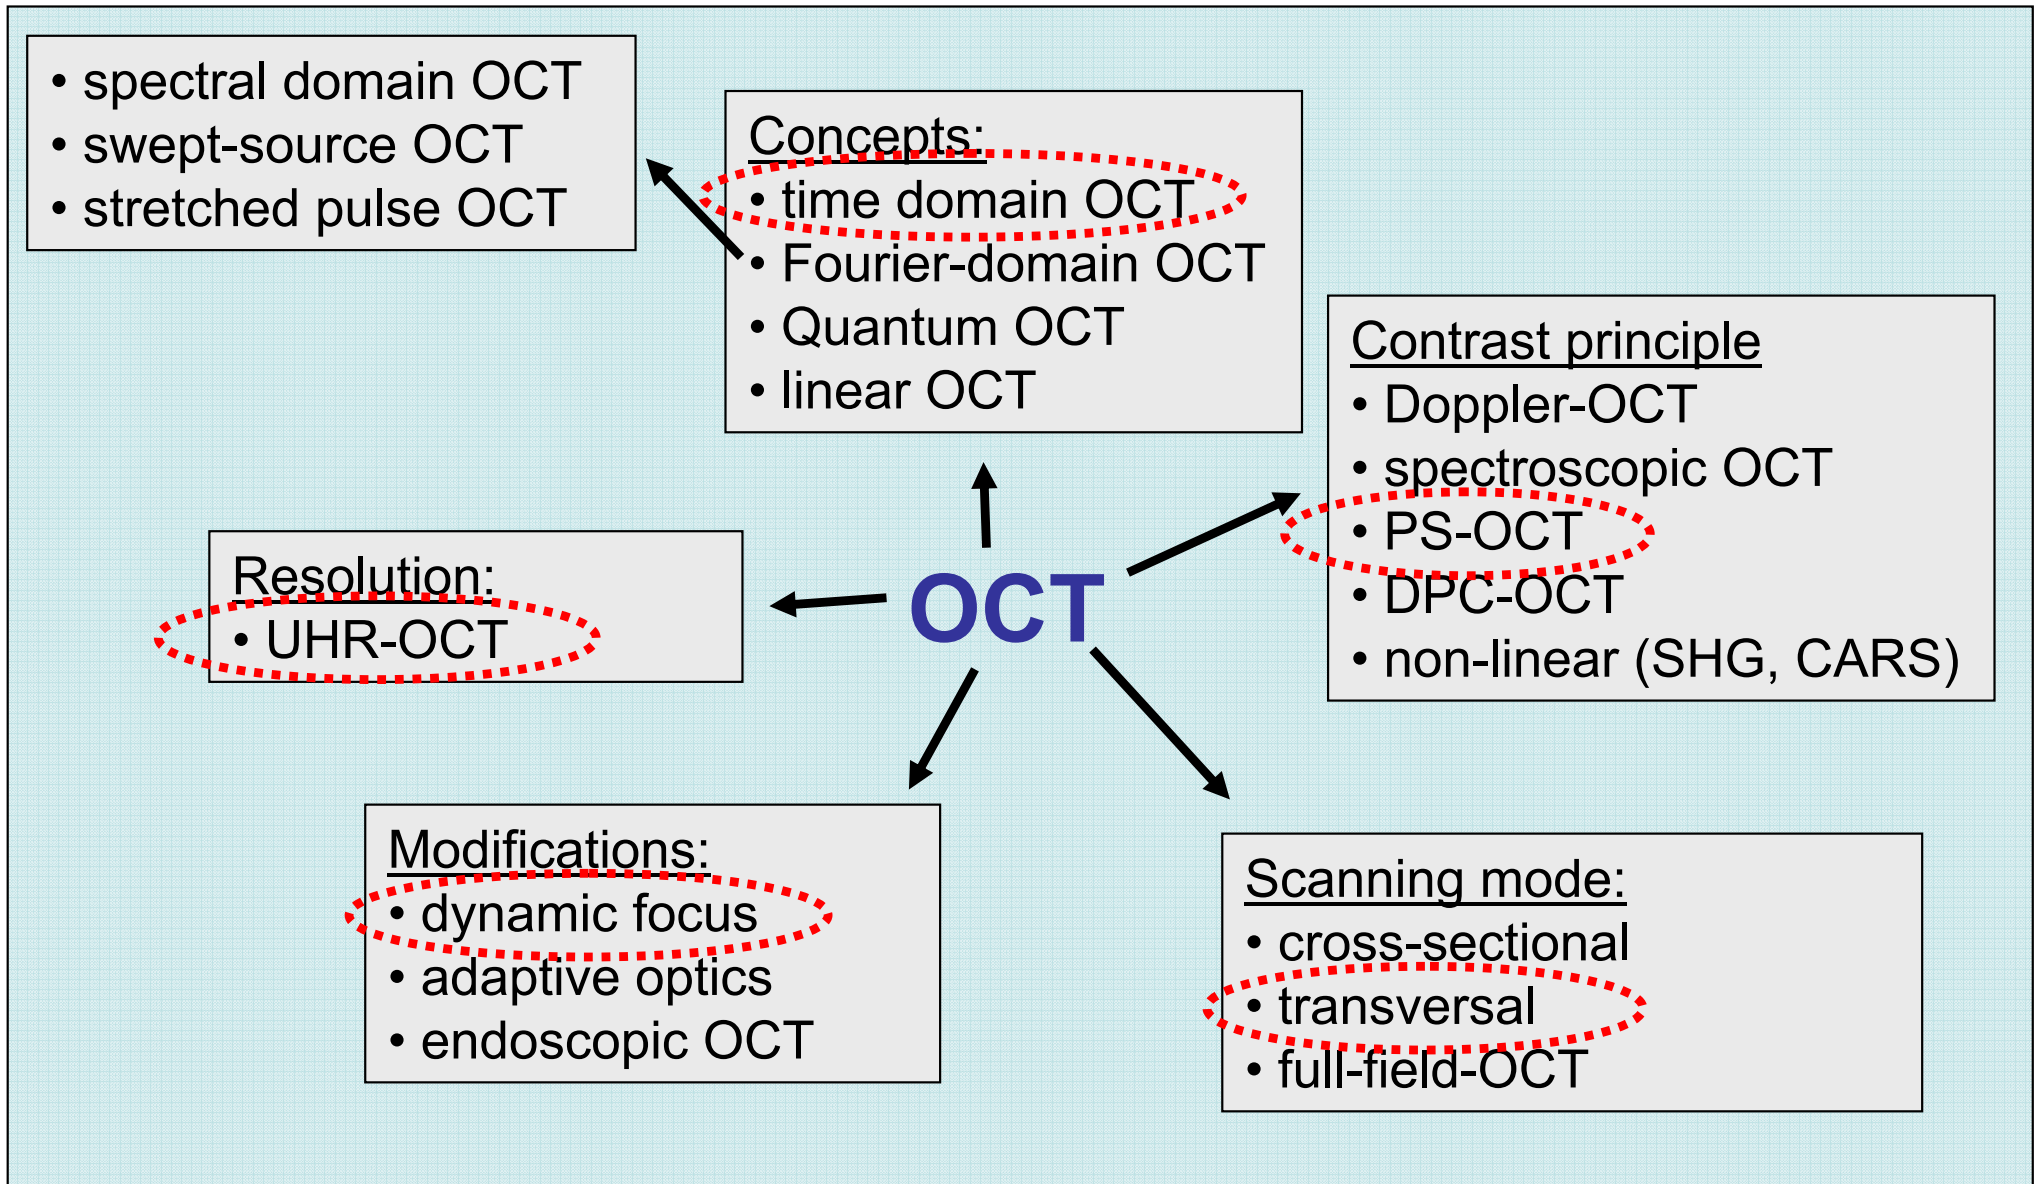 • spectral domain OCT
• swept-source OCT
• stretched pulse OCT
Concepts:
• time domain OCT
• Fourier-domain OCT
• Quantum OCT
• linear OCT
Contrast principle
• Doppler-OCT
• spectroscopic OCT
• PS-OCT
• DPC-OCT
• non-linear (SHG, CARS)
Resolution:
• UHR-OCT
OCT
Modifications:
• dynamic focus
• adaptive optics
• endoscopic OCT
Scanning mode:
• cross-sectional
• transversal
• full-field-OCT